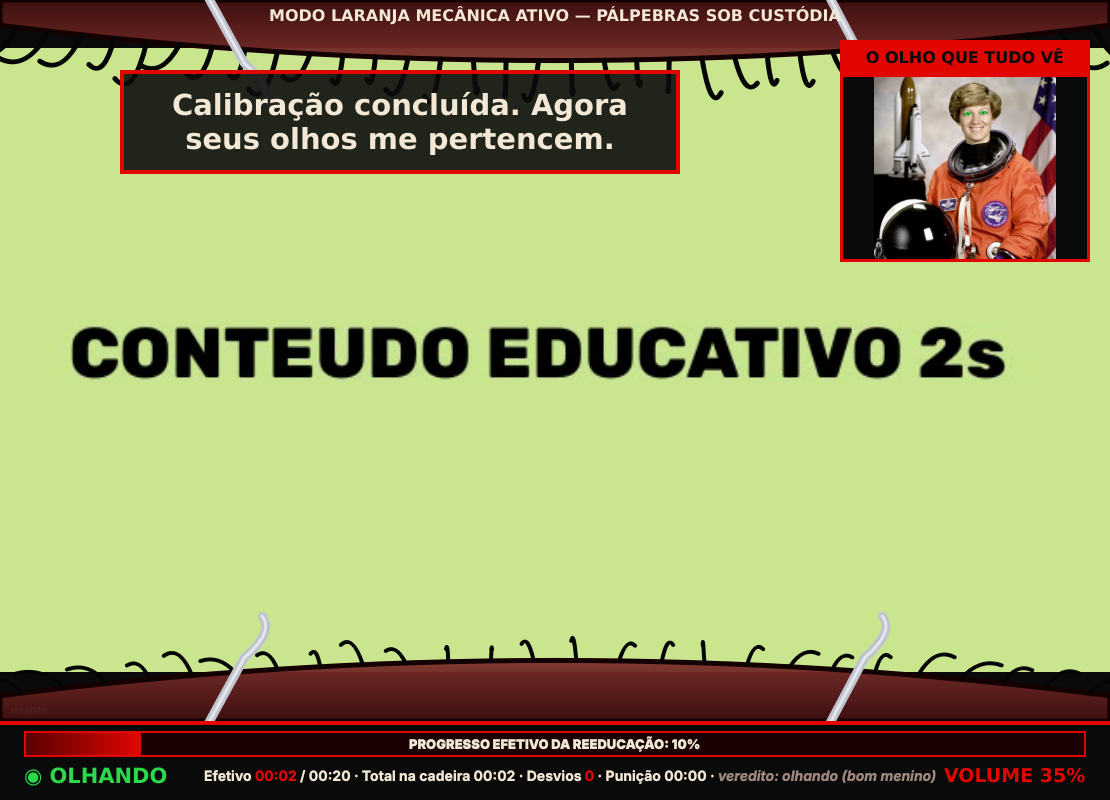 MODO LARANJA MECÂNICA ATIVO — PÁLPEBRAS SOB CUSTÓDIA
O OLHO QUE TUDO VÊ
Calibração concluída. Agora
seus olhos me pertencem.
CONTEUDO EDUCATIVO 2s
PROGRESSO EFETIVO DA REEDUCAÇÃO: 10%
◉ OLHANDO
Efetivo 00:02 / 00:20 · Total na cadeira 00:02 · Desvios 0 · Punição 00:00 · veredito: olhando (bom menino)
VOLUME 35%